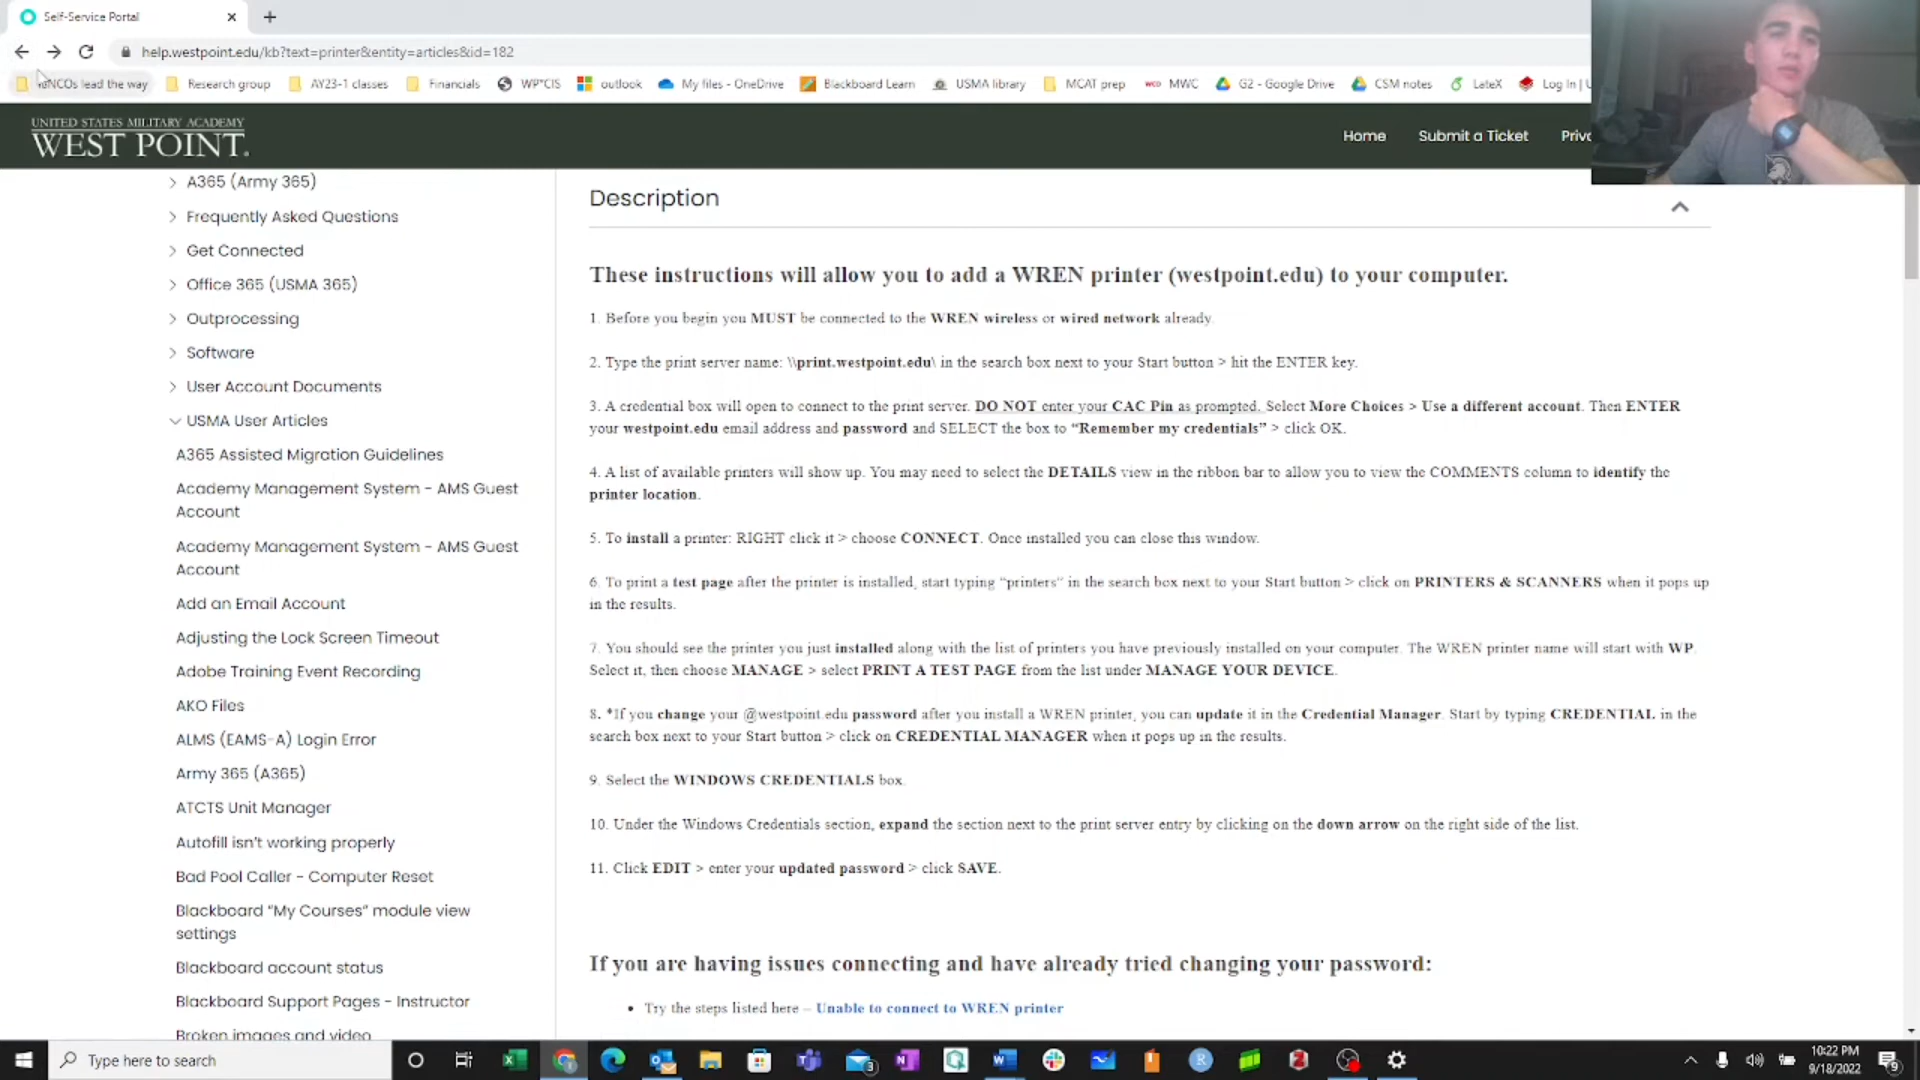 Self-Service Portal
help.westpoint.edu/kb?text=printer&entity=articles&id=182
NCOs lead the way
Research group
AY23-1 classes
Financials
WP*CIS
outlook
My files - OneDrive
Blackboard Learn
USMA library
MCAT prep
MWC
G2 - Google Drive
CSM notes
LateX
Log In | U
UNITED STATES MILITARY ACADEMY
WEST POINT.
Home
Submit a Ticket
Priv
A365 (Army 365)
Frequently Asked Questions
Get Connected
Office 365 (USMA 365)
Outprocessing
Software
User Account Documents
USMA User Articles
A365 Assisted Migration Guidelines
Academy Management System - AMS Guest
Account
Academy Management System - AMS Guest
Account
Add an Email Account
Adjusting the Lock Screen Timeout
Adobe Training Event Recording
AKO Files
ALMS (EAMS-A) Login Error
Army 365 (A365)
ATCTS Unit Manager
Autofill isn't working properly
Bad Pool Caller - Computer Reset
Blackboard "My Courses" module view
settings
Blackboard account status
Blackboard Support Pages - Instructor
Broken images and video
Description
These instructions will allow you to add a WREN printer (westpoint.edu) to your computer.
1. Before you begin you MUST be connected to the WREN wireless or wired network already.
2. Type the print server name: \\print.westpoint.edu\ in the search box next to your Start button > hit the ENTER key.
3. A credential box will open to connect to the print server. DO NOT enter your CAC Pin as prompted. Select More Choices > Use a different account. Then ENTER
your westpoint.edu email address and password and SELECT the box to "Remember my credentials" > click OK.
4. A list of available printers will show up. You may need to select the DETAILS view in the ribbon bar to allow you to view the COMMENTS column to identify the
printer location.
5. To install a printer: RIGHT click it > choose CONNECT. Once installed you can close this window.
6. To print a test page after the printer is installed, start typing "printers" in the search box next to your Start button > click on PRINTERS & SCANNERS when it pops up
in the results.
7. You should see the printer you just installed along with the list of printers you have previously installed on your computer. The WREN printer name will start with WP.
Select it, then choose MANAGE > select PRINT A TEST PAGE from the list under MANAGE YOUR DEVICE.
8. *If you change your @westpoint.edu password after you install a WREN printer, you can update it in the Credential Manager. Start by typing CREDENTIAL in the
search box next to your Start button > click on CREDENTIAL MANAGER when it pops up in the results.
9. Select the WINDOWS CREDENTIALS box.
10. Under the Windows Credentials section, expand the section next to the print server entry by clicking on the down arrow on the right side of the list.
11. Click EDIT > enter your updated password > click SAVE.
If you are having issues connecting and have already tried changing your password:
• Try the steps listed here – Unable to connect to WREN printer
Type here to search
10:22 PM
9/18/2022